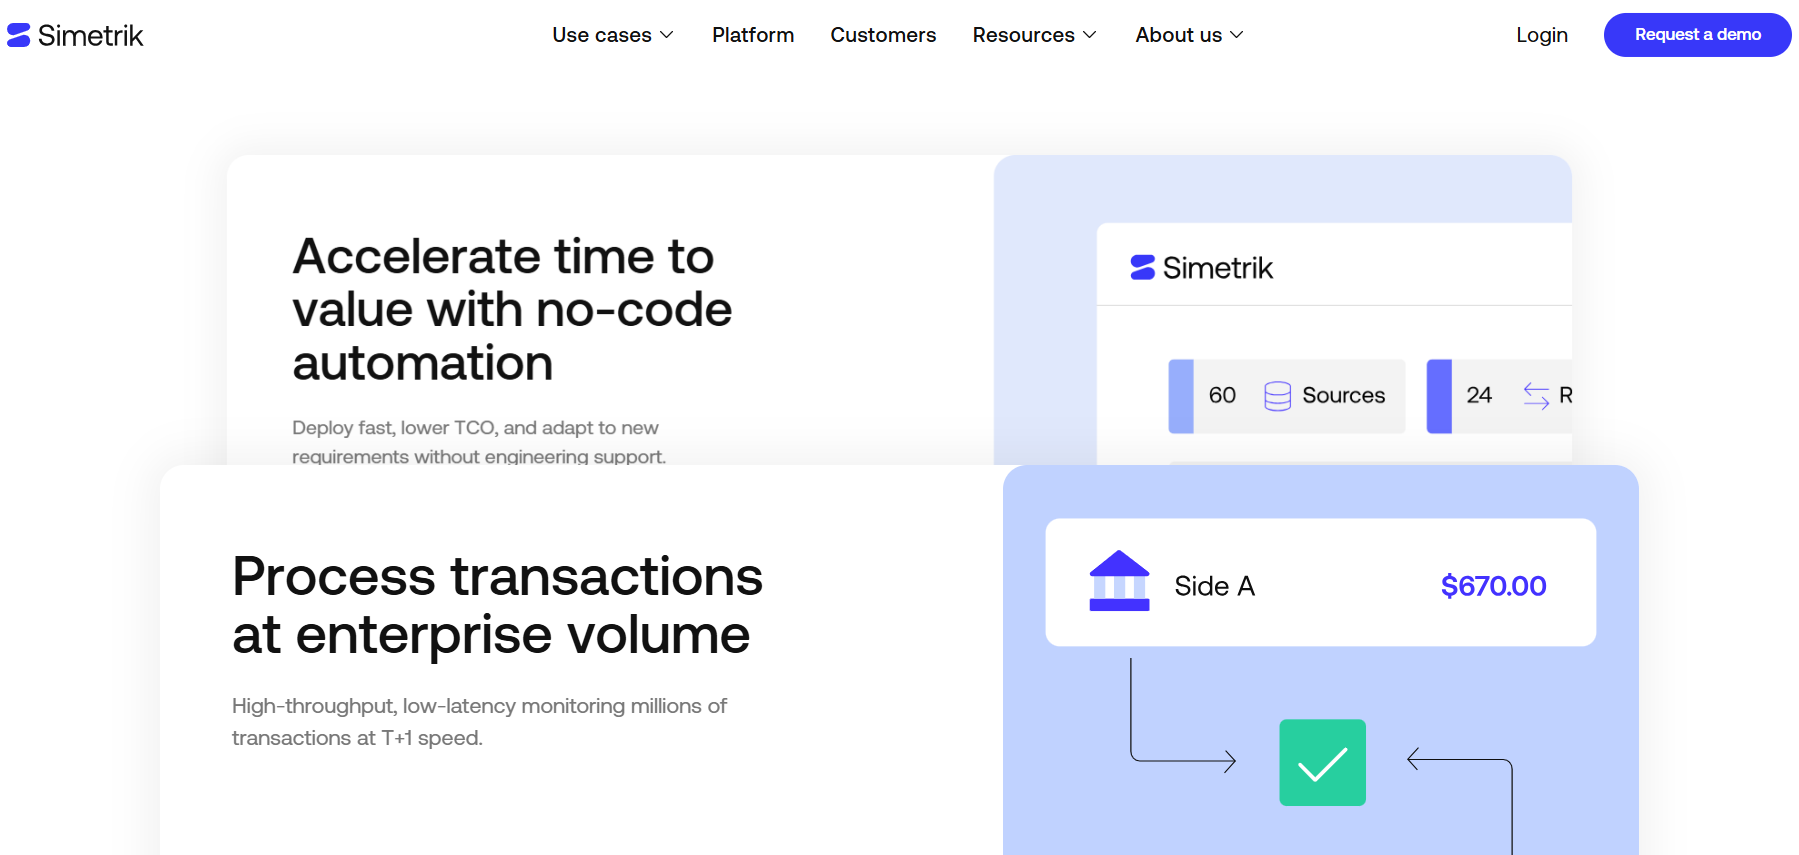 Simetrik
Use cases
Platform
Customers
Resources
About us
Login
Request a demo
Accelerate time to
value with no-code
automation
Deploy fast, lower TCO, and adapt to new
requirements without engineering support.
Simetrik
60 Sources
24 R
Process transactions
at enterprise volume
High-throughput, low-latency monitoring millions of
transactions at T+1 speed.
Side A
$670.00